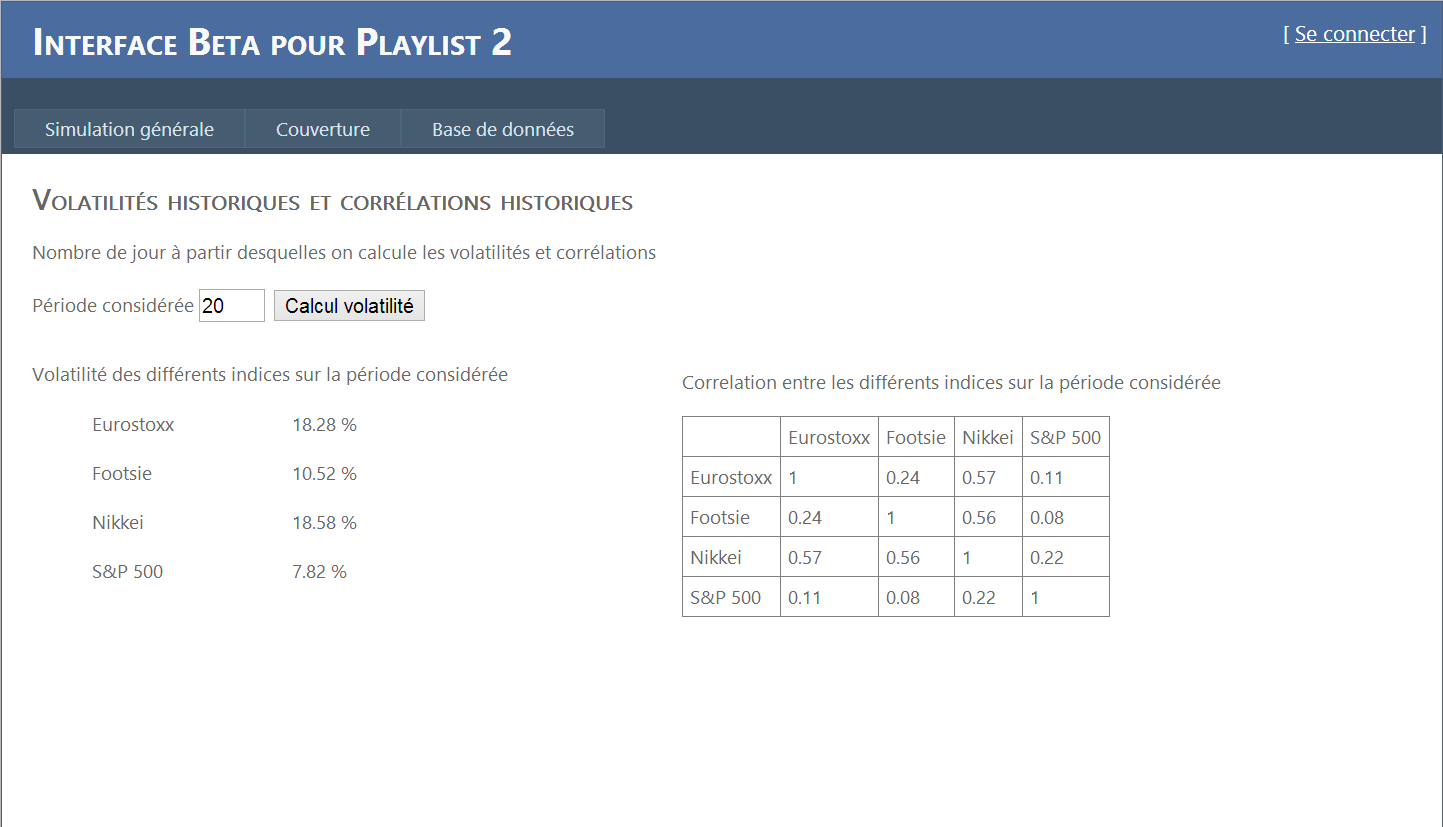 Interface Beta pour Playlist 2
[ Se connecter ]
Simulation générale Couverture Base de données
Volatilités historiques et corrélations historiques
Nombre de jour à partir desquelles on calcule les volatilités et corrélations
Période considérée 20 Calcul volatilité
Volatilité des différents indices sur la période considérée
Eurostoxx 18.28 %
Footsie 10.52 %
Nikkei 18.58 %
S&P 500 7.82 %
Correlation entre les différents indices sur la période considérée
Eurostoxx Footsie Nikkei S&P 500
Eurostoxx 1 0.24 0.57 0.11
Footsie 0.24 1 0.56 0.08
Nikkei 0.57 0.56 1 0.22
S&P 500 0.11 0.08 0.22 1